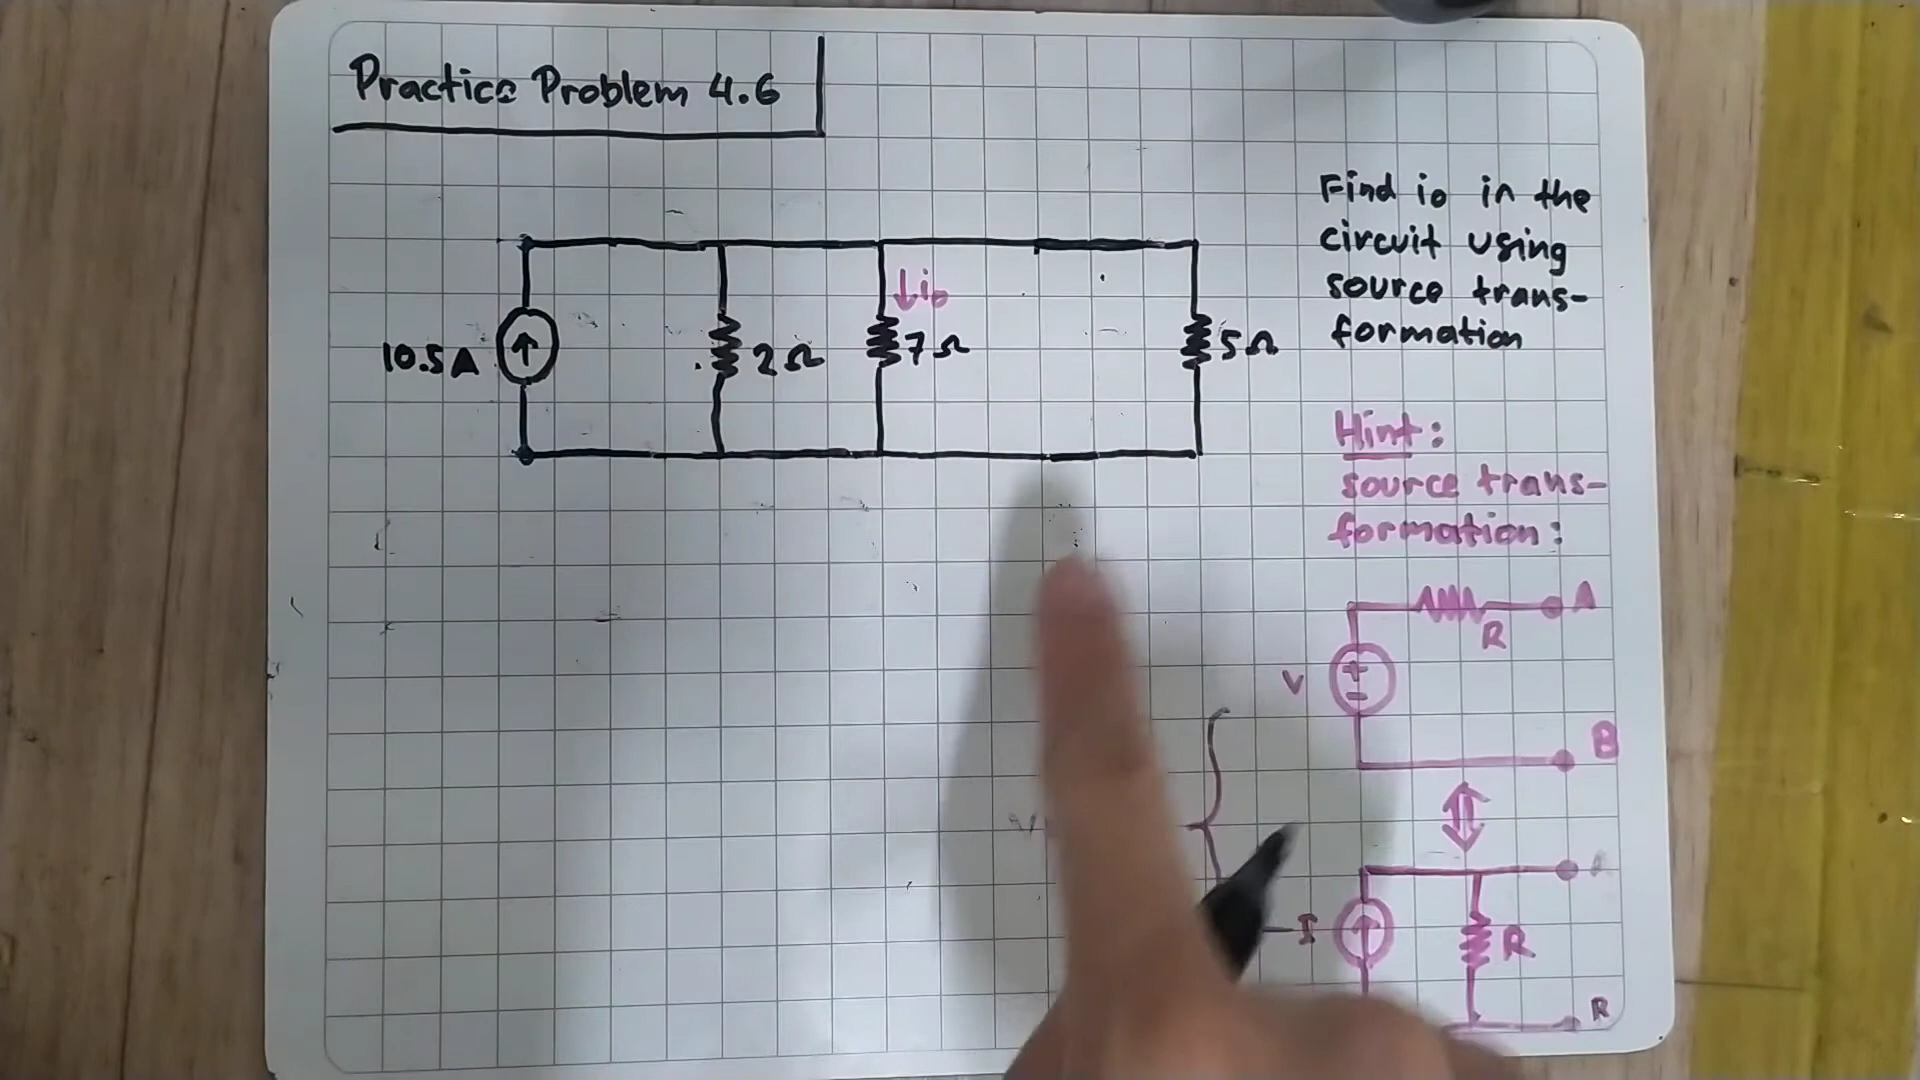 Practice Problem 4.6
Find io in the
circuit using
source trans-
formation
↓io
10.5A
2Ω
7Ω
5Ω
Hint:
source trans-
formation:
A
R
V
+
-
B
I
R